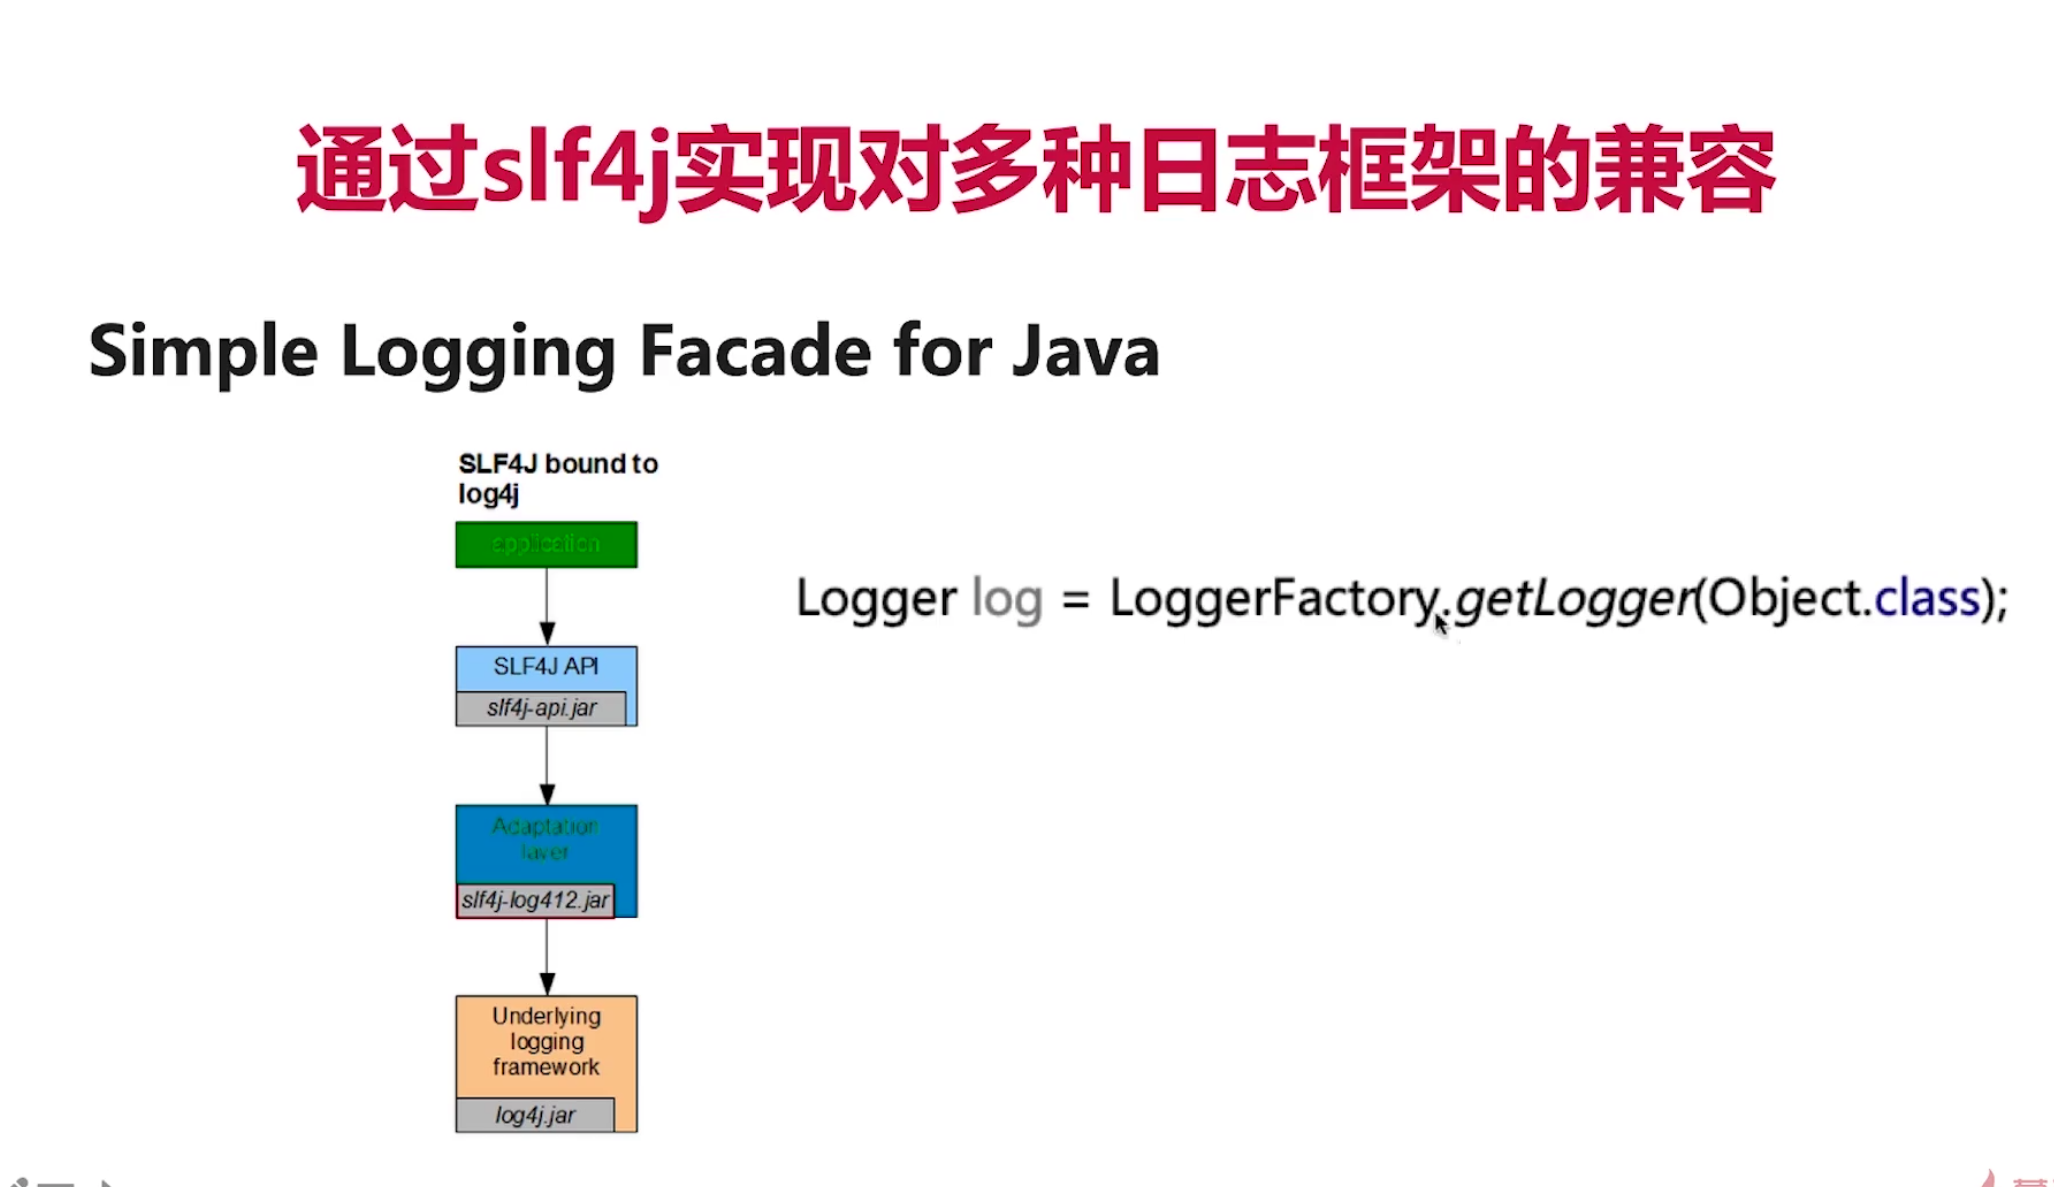 通过slf4j实现对多种日志框架的兼容
Simple Logging Facade for Java
SLF4J bound to
log4j
application
Logger log = LoggerFactory.getLogger(Object.class);
SLF4J API
slf4j-api.jar
Adaptation
layer
slf4j-log412.jar
Underlying
logging
framework
log4j.jar